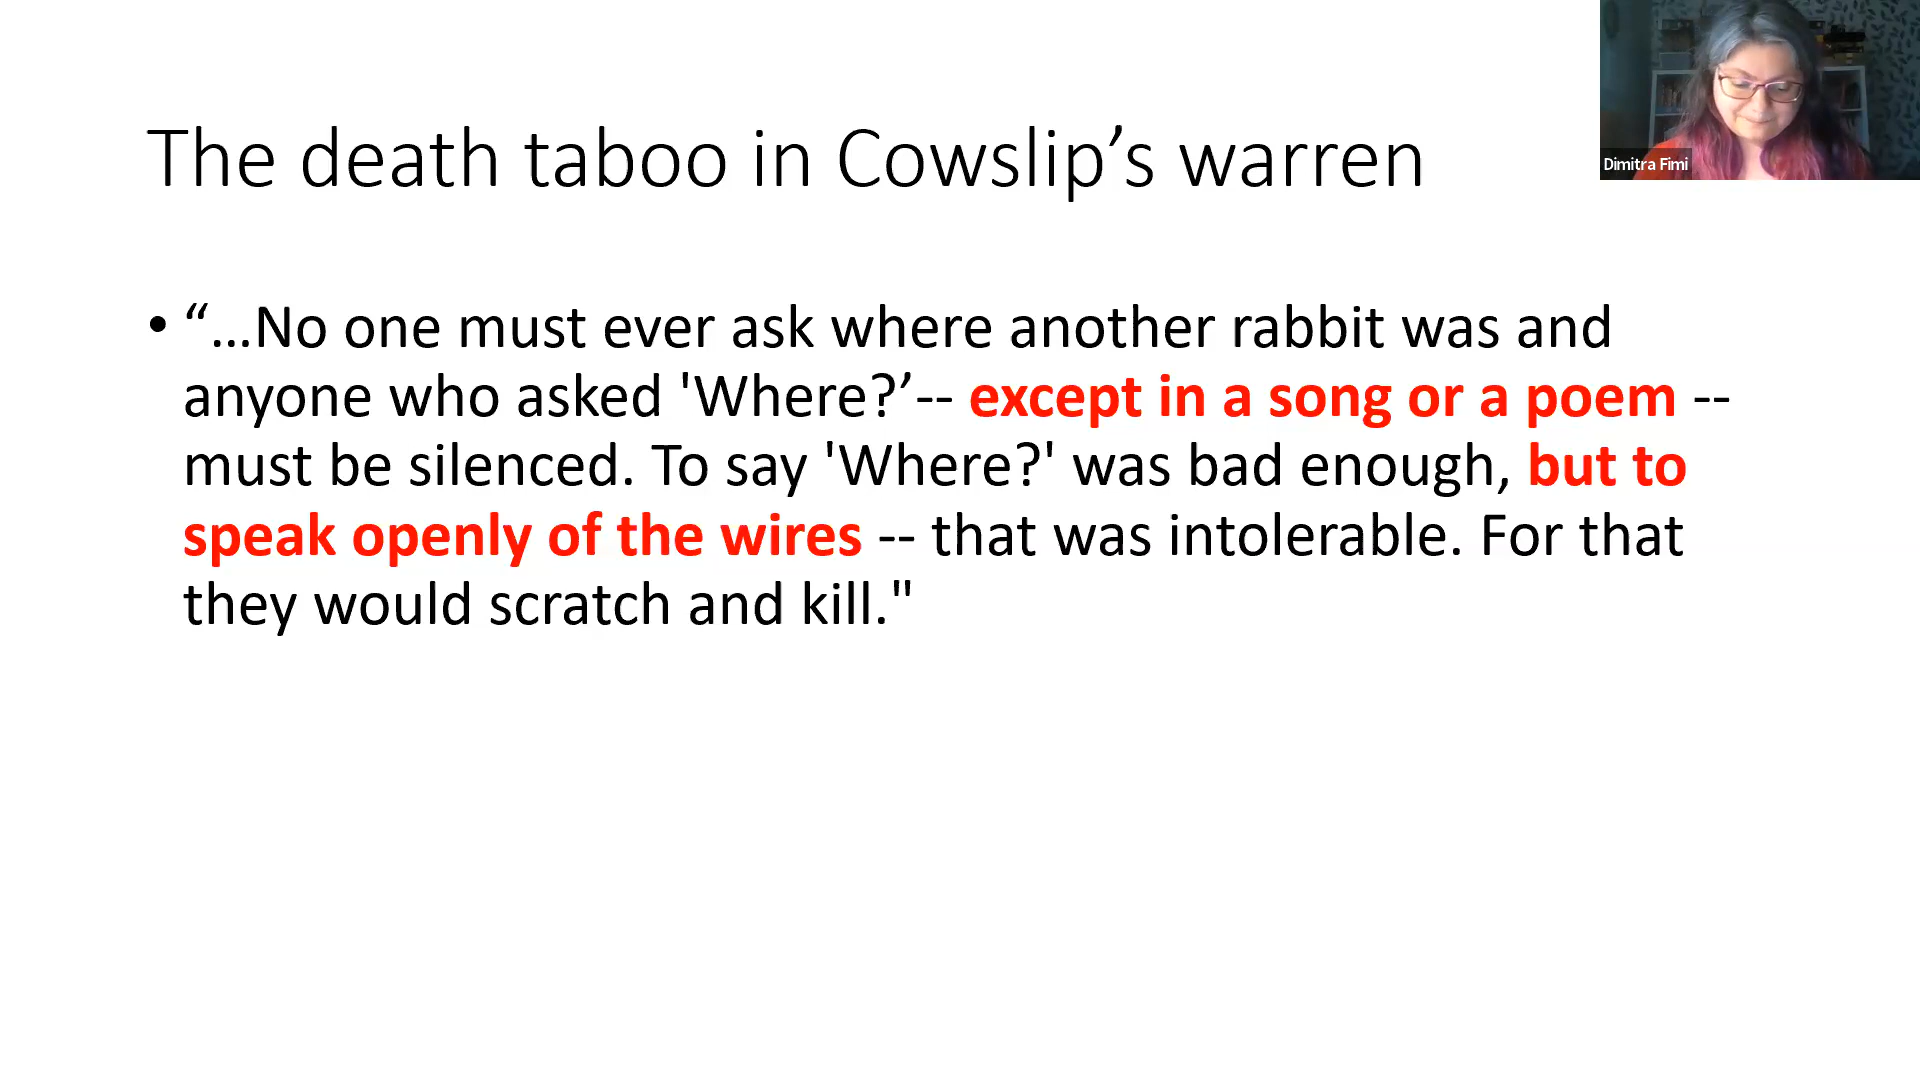 The death taboo in Cowslip’s warren
Dimitra Fimi
• “…No one must ever ask where another rabbit was and
anyone who asked 'Where?’-- except in a song or a poem --
must be silenced. To say 'Where?' was bad enough, but to
speak openly of the wires -- that was intolerable. For that
they would scratch and kill."